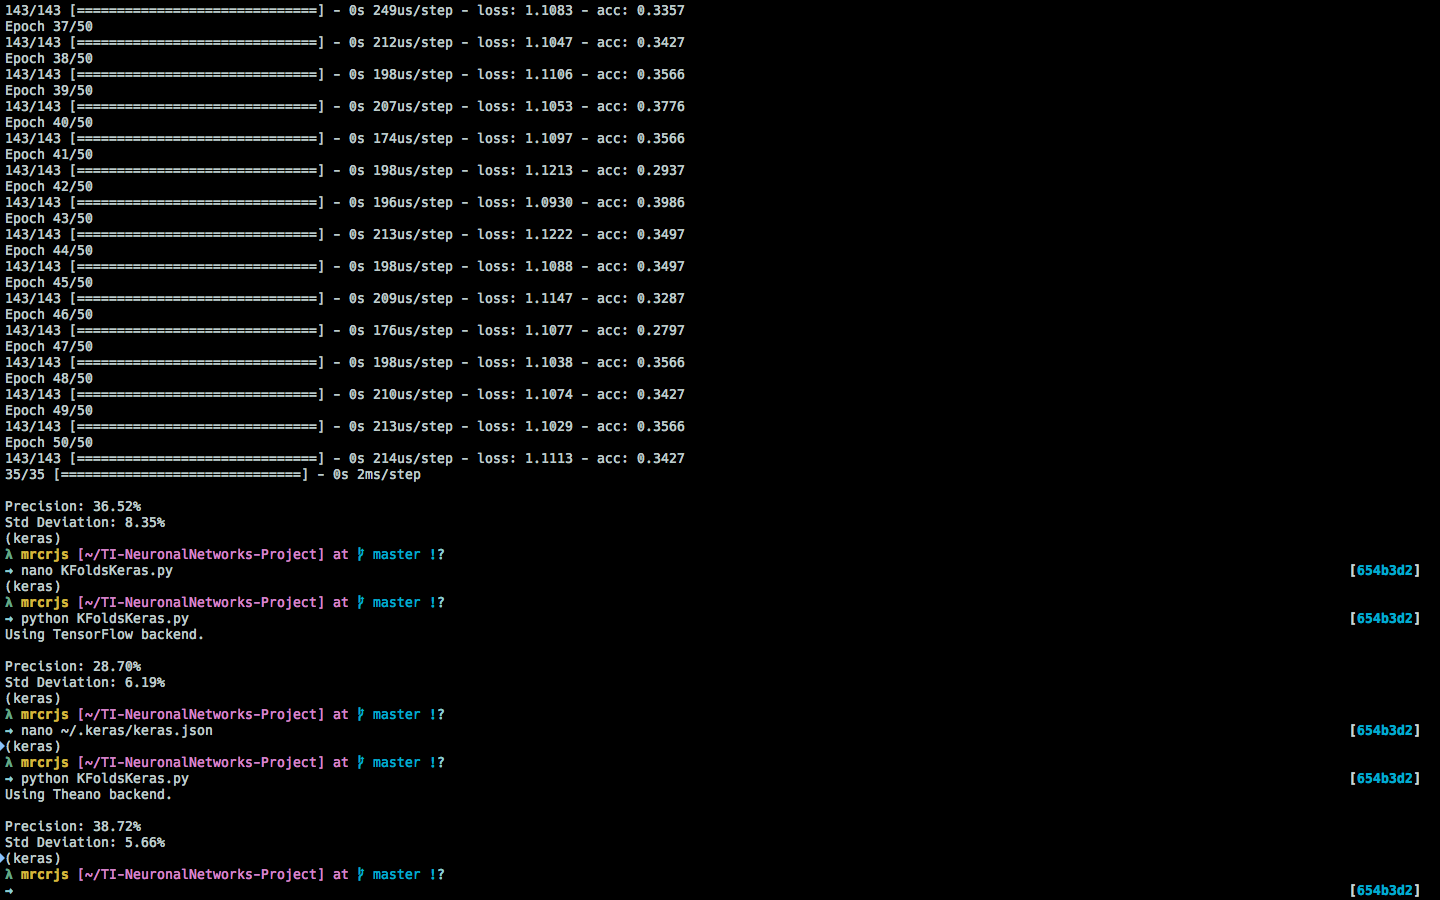 143/143 [==============================] - 0s 249us/step - loss: 1.1083 - acc: 0.3357
Epoch 37/50
143/143 [==============================] - 0s 212us/step - loss: 1.1047 - acc: 0.3427
Epoch 38/50
143/143 [==============================] - 0s 198us/step - loss: 1.1106 - acc: 0.3566
Epoch 39/50
143/143 [==============================] - 0s 207us/step - loss: 1.1053 - acc: 0.3776
Epoch 40/50
143/143 [==============================] - 0s 174us/step - loss: 1.1097 - acc: 0.3566
Epoch 41/50
143/143 [==============================] - 0s 198us/step - loss: 1.1213 - acc: 0.2937
Epoch 42/50
143/143 [==============================] - 0s 196us/step - loss: 1.0930 - acc: 0.3986
Epoch 43/50
143/143 [==============================] - 0s 213us/step - loss: 1.1222 - acc: 0.3497
Epoch 44/50
143/143 [==============================] - 0s 198us/step - loss: 1.1088 - acc: 0.3497
Epoch 45/50
143/143 [==============================] - 0s 209us/step - loss: 1.1147 - acc: 0.3287
Epoch 46/50
143/143 [==============================] - 0s 176us/step - loss: 1.1077 - acc: 0.2797
Epoch 47/50
143/143 [==============================] - 0s 198us/step - loss: 1.1038 - acc: 0.3566
Epoch 48/50
143/143 [==============================] - 0s 210us/step - loss: 1.1074 - acc: 0.3427
Epoch 49/50
143/143 [==============================] - 0s 213us/step - loss: 1.1029 - acc: 0.3566
Epoch 50/50
143/143 [==============================] - 0s 214us/step - loss: 1.1113 - acc: 0.3427
35/35 [==============================] - 0s 2ms/step
Precision: 36.52%
Std Deviation: 8.35%
(keras)
λ mrcrjs [~/TI-NeuronalNetworks-Project] at ᚴ master !?
→ nano KFoldsKeras.py [654b3d2]
(keras)
λ mrcrjs [~/TI-NeuronalNetworks-Project] at ᚴ master !?
→ python KFoldsKeras.py [654b3d2]
Using TensorFlow backend.
Precision: 28.70%
Std Deviation: 6.19%
(keras)
λ mrcrjs [~/TI-NeuronalNetworks-Project] at ᚴ master !?
→ nano ~/.keras/keras.json [654b3d2]
(keras)
λ mrcrjs [~/TI-NeuronalNetworks-Project] at ᚴ master !?
→ python KFoldsKeras.py [654b3d2]
Using Theano backend.
Precision: 38.72%
Std Deviation: 5.66%
(keras)
λ mrcrjs [~/TI-NeuronalNetworks-Project] at ᚴ master !?
→ [654b3d2]